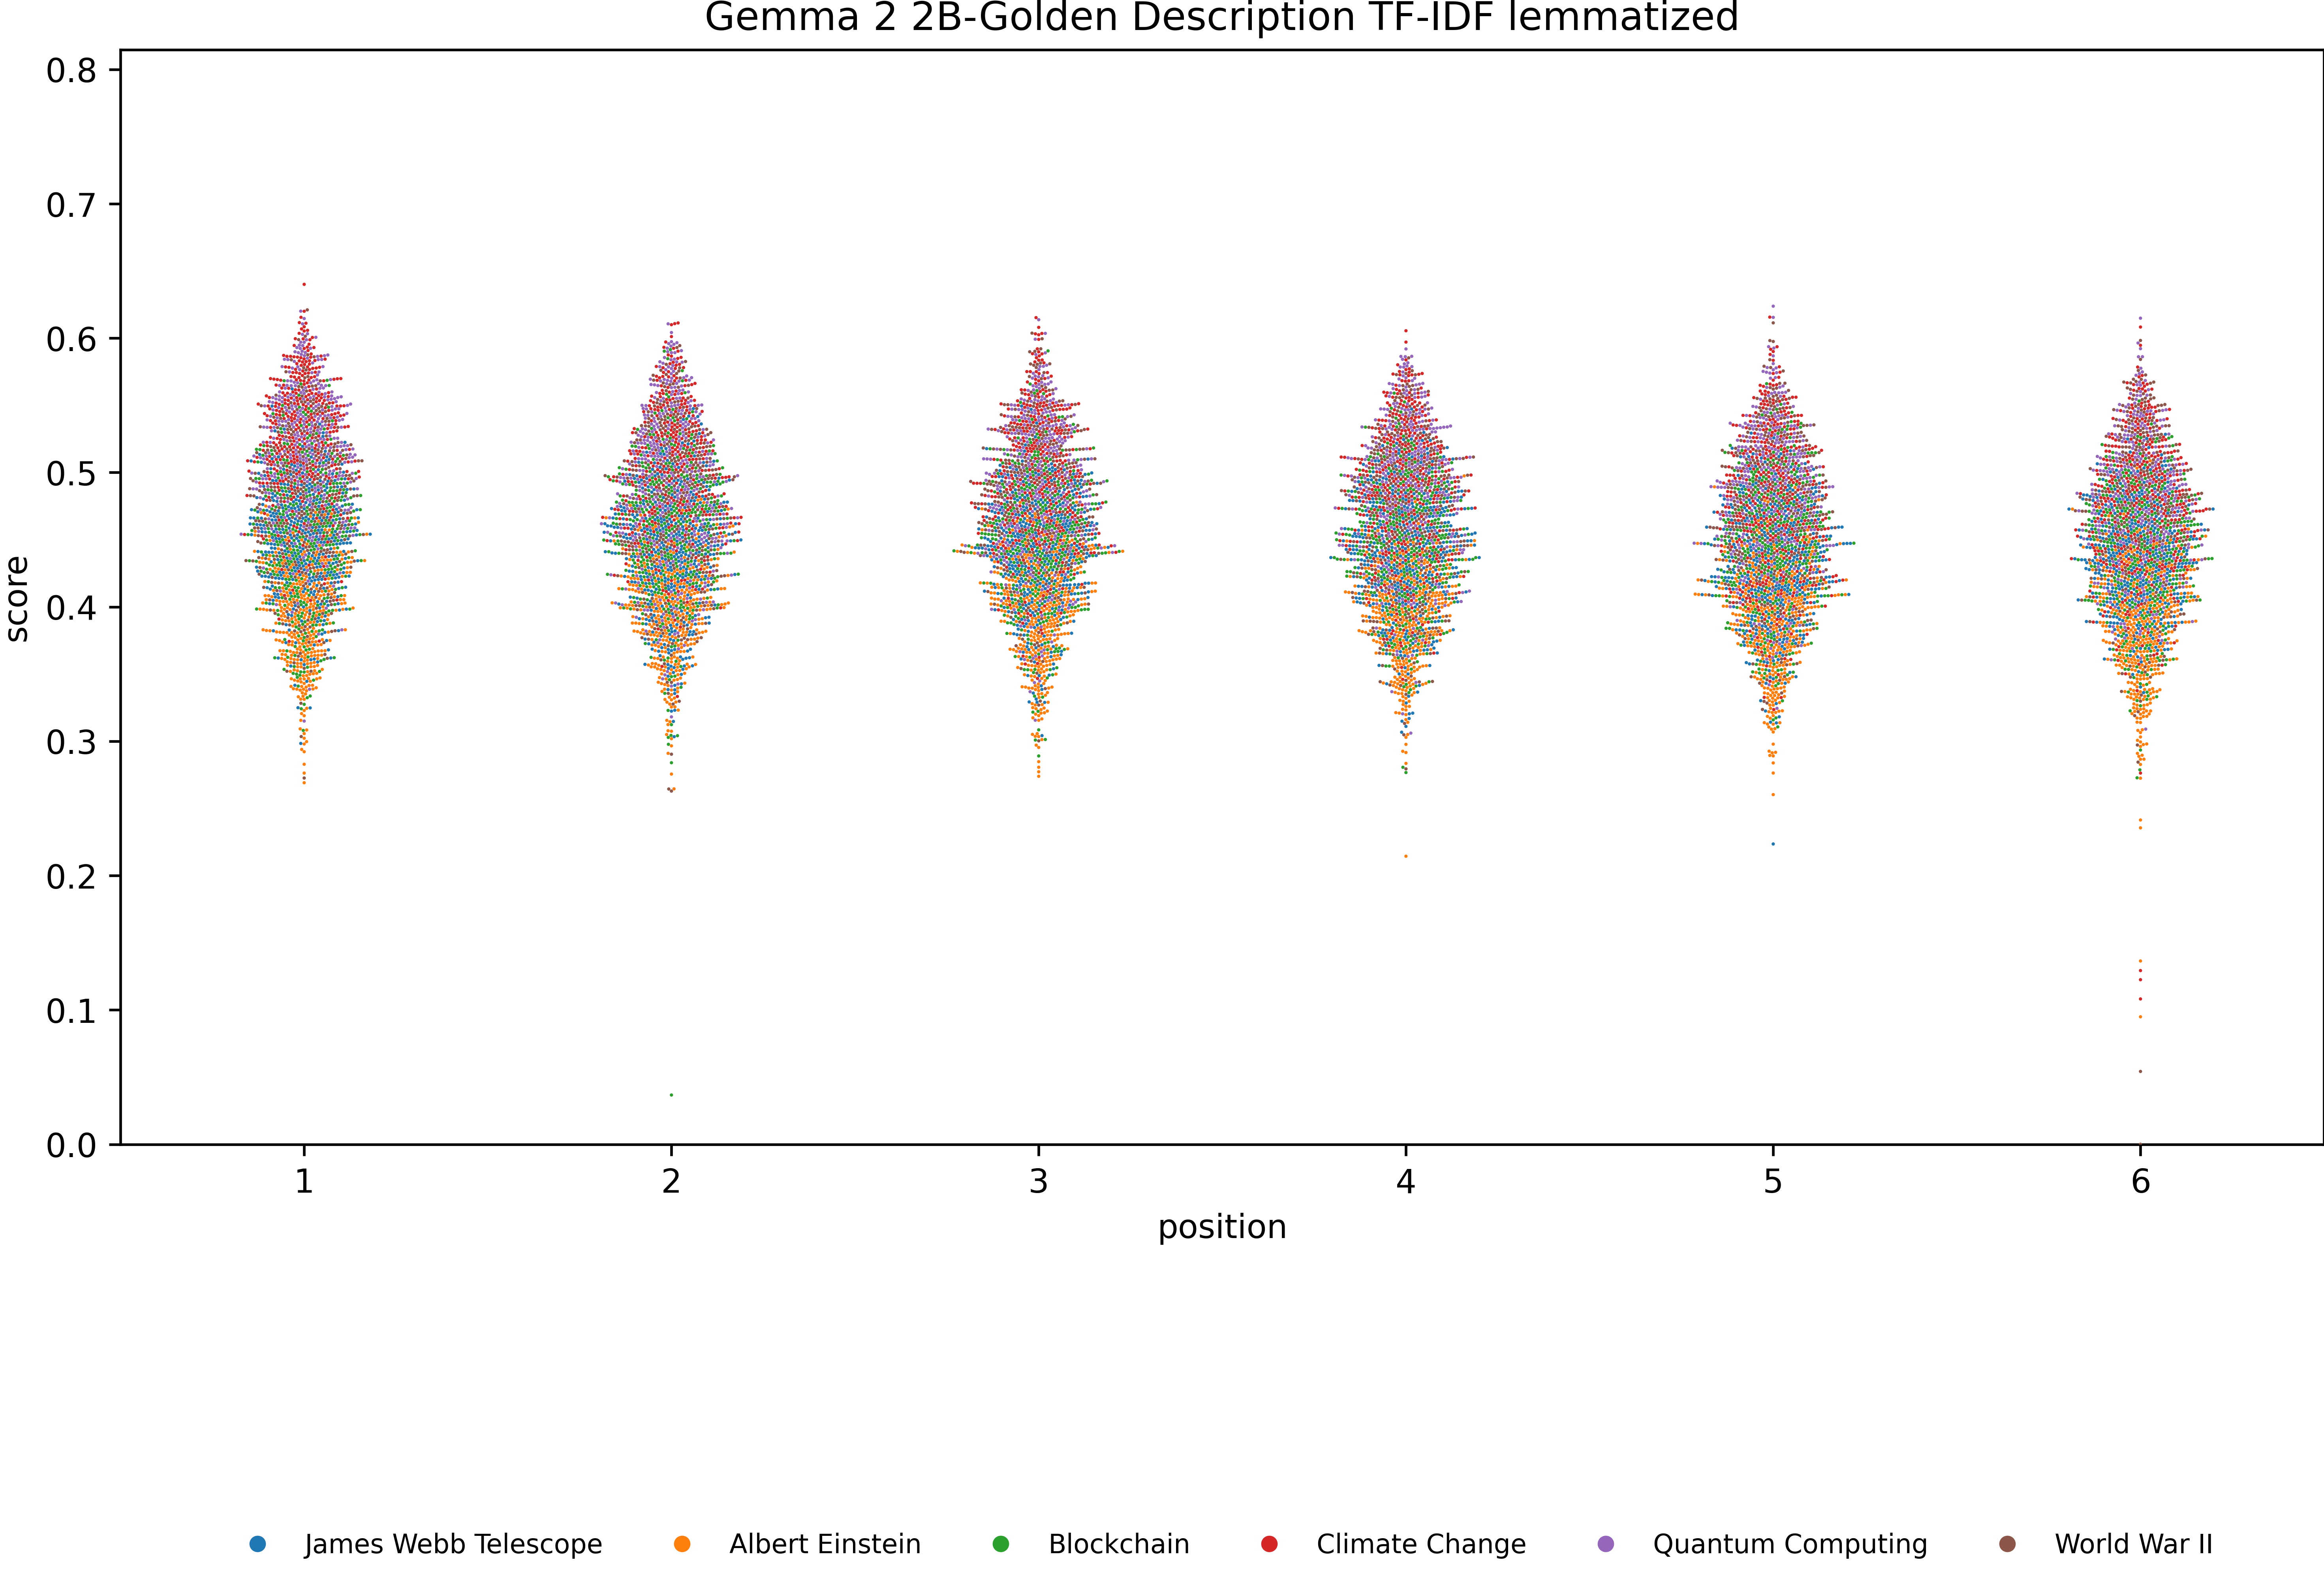 Gemma 2 2B-Golden Description TF-IDF lemmatized
0.8
0.7
0.6
0.5
0.4
0.3
0.2
0.1
0.0
score
1 2 3 4 5 6
position
James Webb Telescope Albert Einstein Blockchain Climate Change Quantum Computing World War II